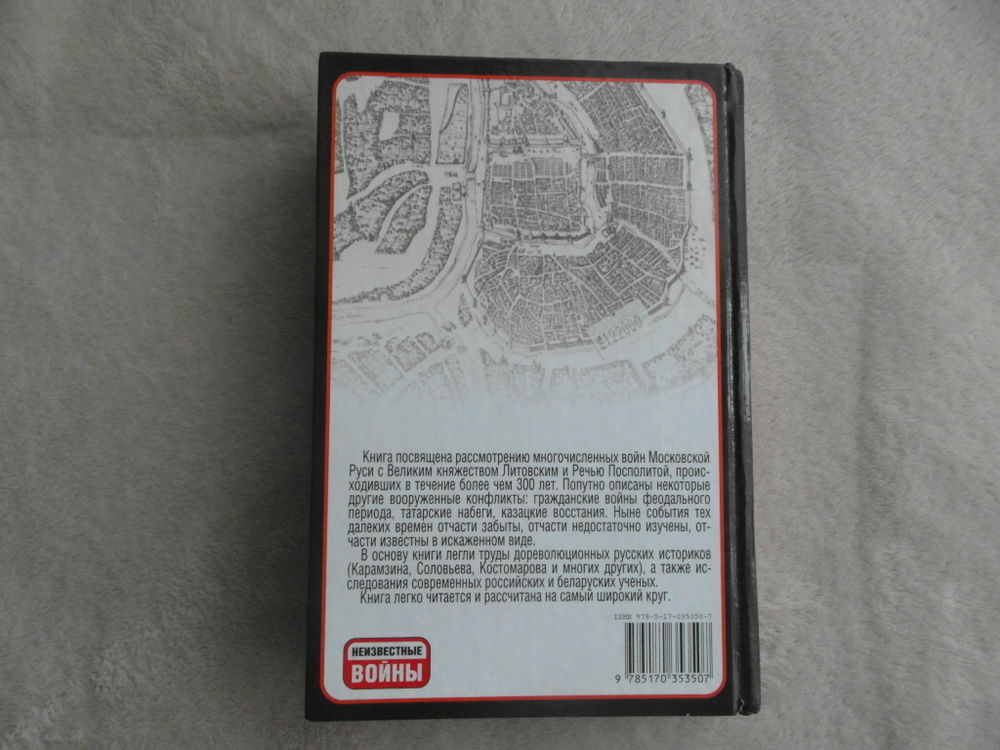 E122000
Книга посвящена рассмотрению многочисленных войн Московской
Руси с Великим княжеством Литовским и Речью Посполитой, проис-
ходивших в течение более чем 300 лет. Попутно описаны некоторые
другие вооруженные конфликты: гражданские войны феодального
периода, татарские набеги, казацкие восстания. Ныне события тех
далеких времен отчасти забыты, отчасти недостаточно изучены, от-
части известны в искаженном виде.
В основу книги легли труды дореволюционных русских историков
(Карамзина, Соловьева, Костомарова и многих других), а также ис-
следования современных российских и беларуских ученых.
Книга легко читается и рассчитана на самый широкий круг.
ISBN 978-5-17-035350-7
НЕИЗВЕСТНЫЕ
ВОЙНЫ
9 785170 353507